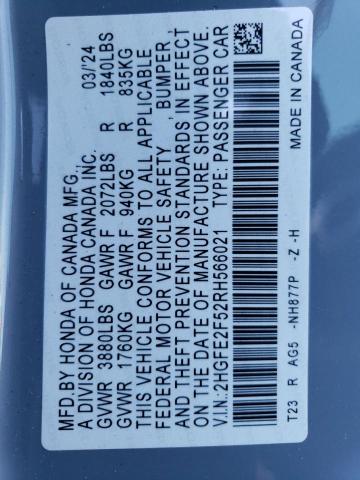 MFD.BY HONDA OF CANADA MFG., 03/'24
A DIVISION OF HONDA CANADA INC.
GVWR 3880LBS GAWR F 2072LBS R 1840LBS
GVWR 1760KG GAWR F 940KG R 835KG
THIS VEHICLE CONFORMS TO ALL APPLICABLE
FEDERAL MOTOR VEHICLE SAFETY, BUMPER,
AND THEFT PREVENTION STANDARDS IN EFFECT
ON THE DATE OF MANUFACTURE SHOWN ABOVE.
V.I.N.:2HGFE2F52RH566021 TYPE: PASSENGER CAR
T23 R AG5 -NH877P -Z -H MADE IN CANADA